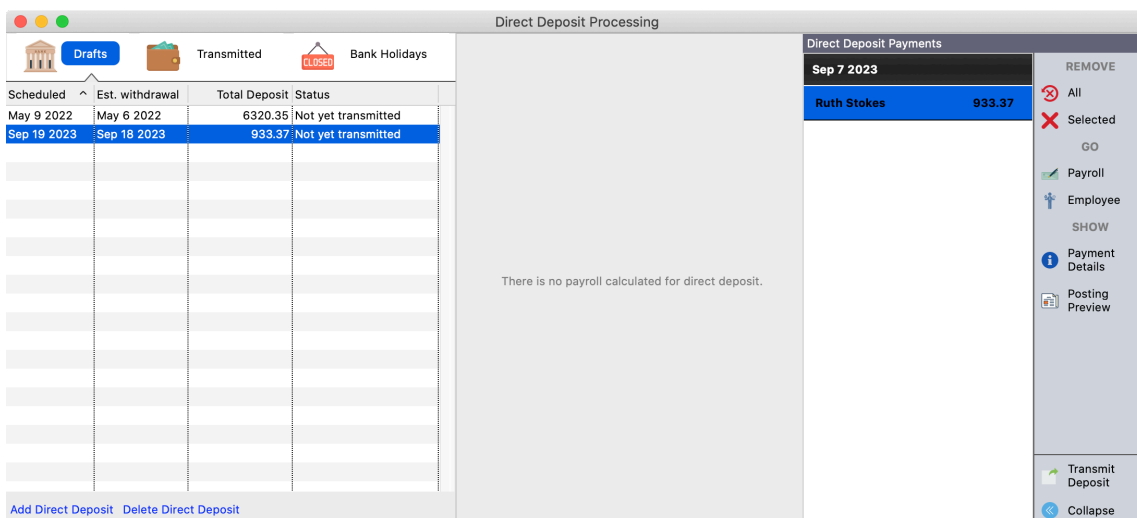 Direct Deposit Processing
Drafts
Transmitted
CLOSED
Bank Holidays
Scheduled Est. withdrawal Total Deposit Status
May 9 2022 May 6 2022 6320.35 Not yet transmitted
Sep 19 2023 Sep 18 2023 933.37 Not yet transmitted
Add Direct Deposit Delete Direct Deposit
There is no payroll calculated for direct deposit.
Direct Deposit Payments
Sep 7 2023
Ruth Stokes 933.37
REMOVE
All
Selected
GO
Payroll
Employee
SHOW
Payment
Details
Posting
Preview
Transmit
Deposit
Collapse